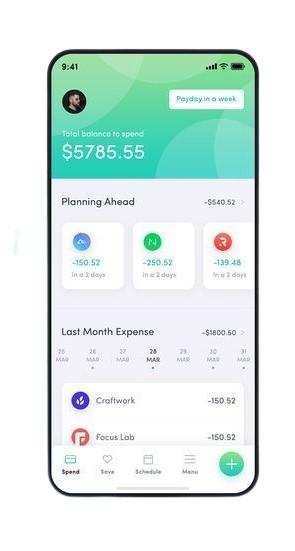 9:41
Payday in a week
Total balance to spend
$5785.55
Planning Ahead
-$540.52
-150.52
-250.52
-139.48
in a 2 days
in a 2 days
in a 2 days
Last Month Expense
-$1800.50
25 26 27 28 29 30 31
MAR MAR MAR MAR MAR MAR MAR
Craftwork
-150.52
Focus Lab
-150.52
Spend
Save
Schedule
Menu